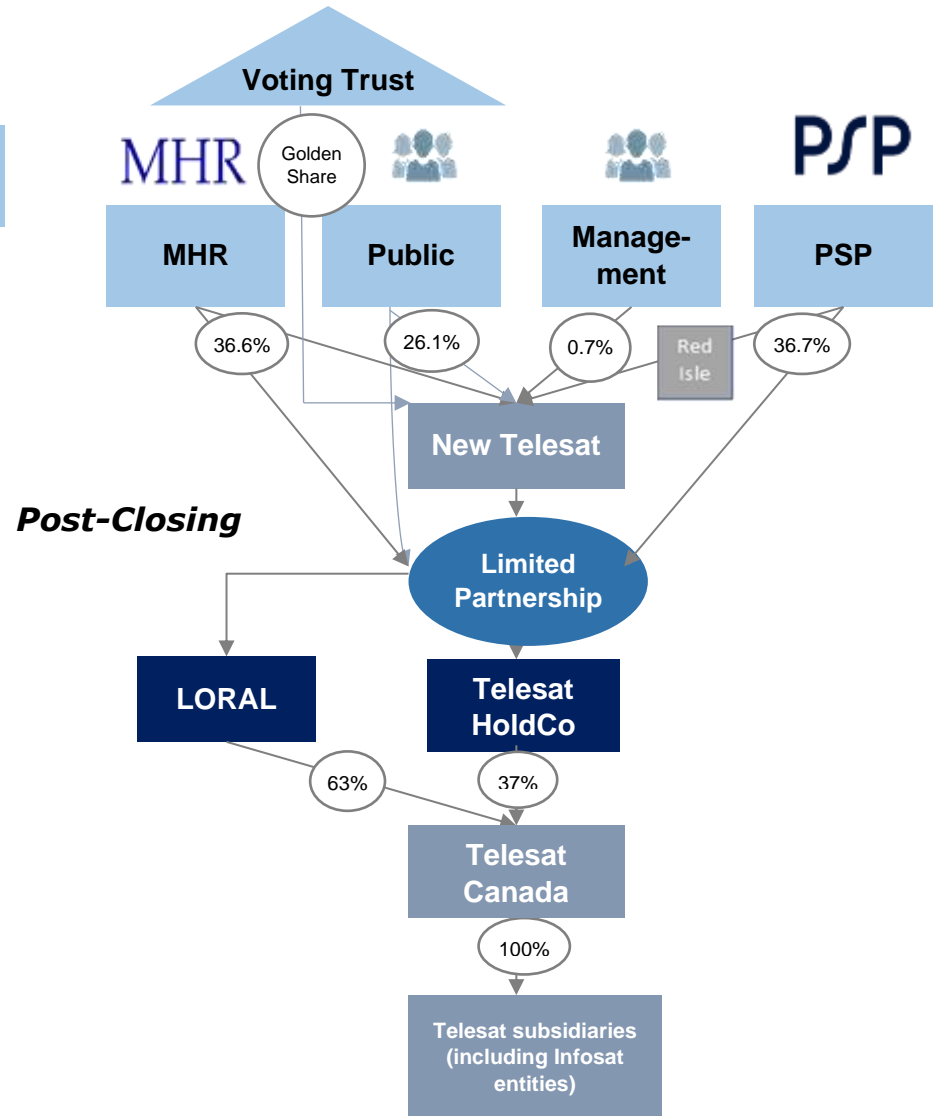 Voting Trust
MHR
Golden
Share
PSP
MHR
Public
Manage-
ment
PSP
36.6%
26.1%
0.7%
Red
Isle
36.7%
New Telesat
Post-Closing
Limited
Partnership
LORAL
Telesat
HoldCo
63%
37%
Telesat
Canada
100%
Telesat subsidiaries
(including Infosat
entities)